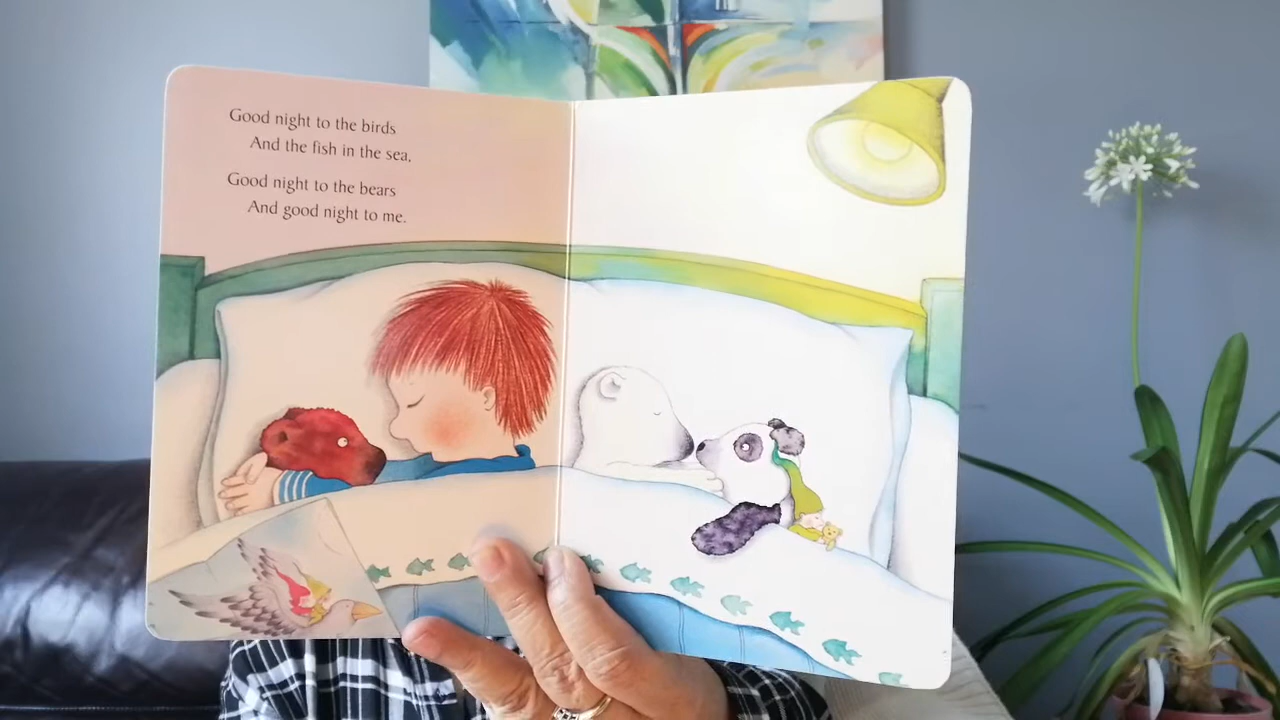 Good night to the birds
And the fish in the sea,
Good night to the bears
And good night to me.